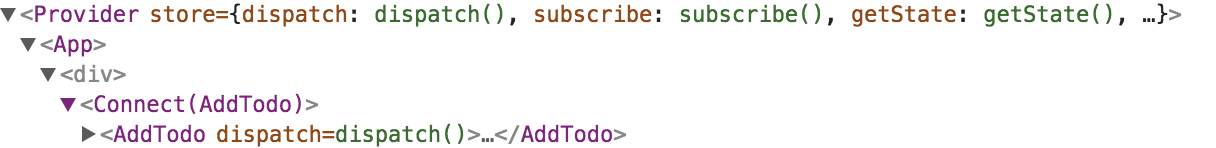 ▼<Provider store={dispatch: dispatch(), subscribe: subscribe(), getState: getState(), …}>
▼<App>
▼<div>
▼<Connect(AddTodo)>
▶<AddTodo dispatch=dispatch()>…</AddTodo>